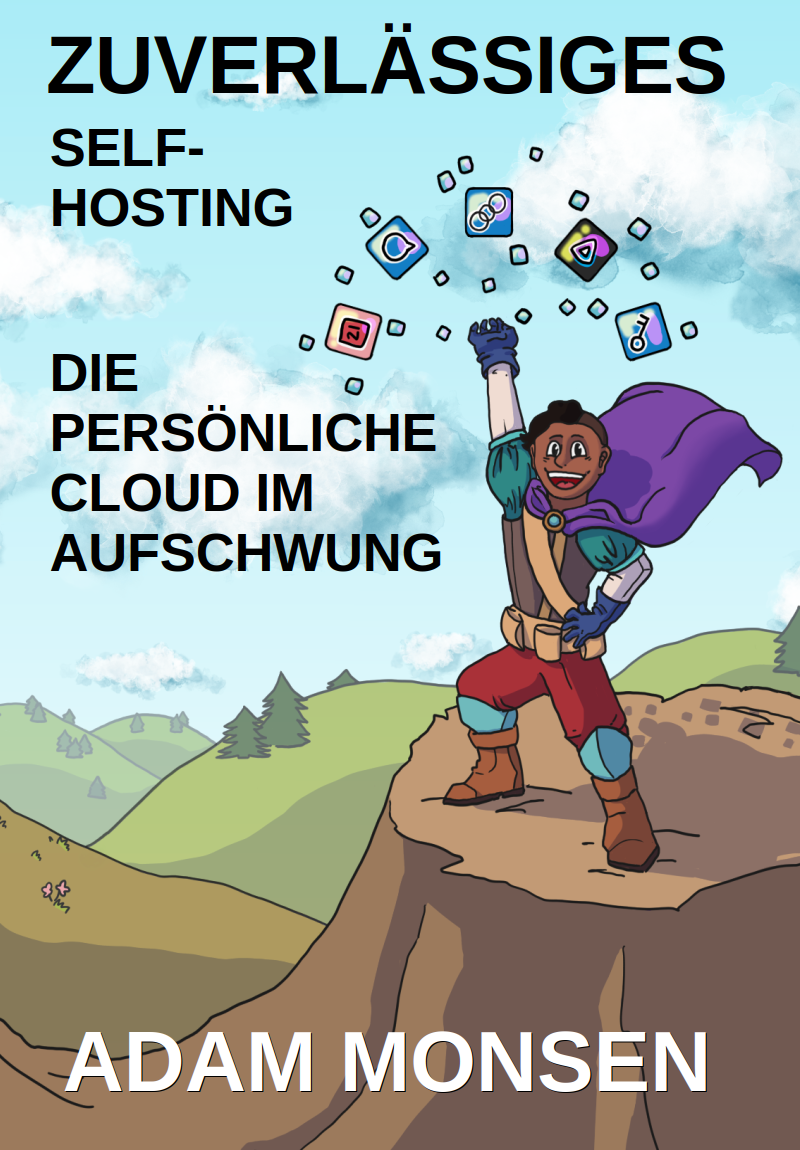 ZUVERLÄSSIGES
SELF-
HOSTING
DIE
PERSÖNLICHE
CLOUD IM
AUFSCHWUNG
ADAM MONSEN